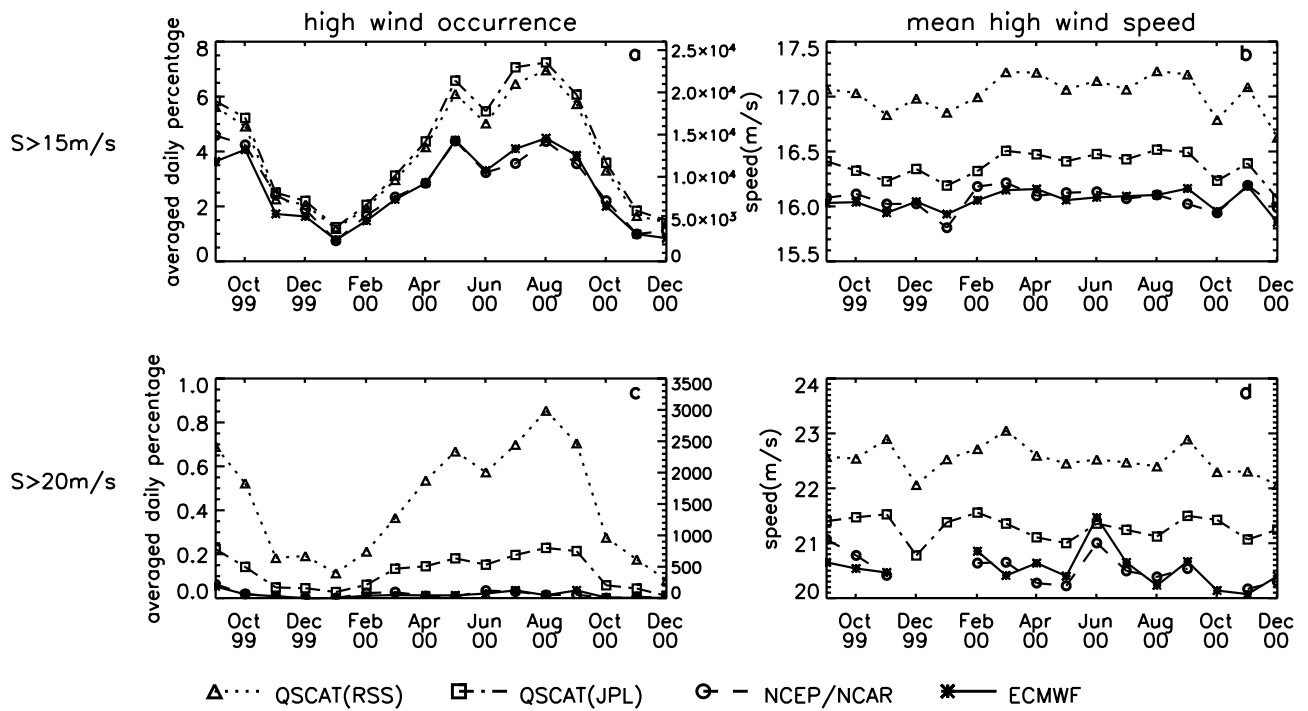 high wind occurrence
mean high wind speed
S>15m/s
averaged daily percentage
8
6
4
2
0
a
2.5×10⁴
2.0×10⁴
1.5×10⁴
1.0×10⁴
5.0×10³
0
Oct 99
Dec 99
Feb 00
Apr 00
Jun 00
Aug 00
Oct 00
Dec 00
speed(m/s)
17.5
17.0
16.5
16.0
15.5
b
Oct 99
Dec 99
Feb 00
Apr 00
Jun 00
Aug 00
Oct 00
Dec 00
S>20m/s
averaged daily percentage
1.0
0.8
0.6
0.4
0.2
0.0
c
3500
3000
2500
2000
1500
1000
500
0
Oct 99
Dec 99
Feb 00
Apr 00
Jun 00
Aug 00
Oct 00
Dec 00
speed(m/s)
24
23
22
21
20
d
Oct 99
Dec 99
Feb 00
Apr 00
Jun 00
Aug 00
Oct 00
Dec 00
QSCAT(RSS)
QSCAT(JPL)
NCEP/NCAR
ECMWF